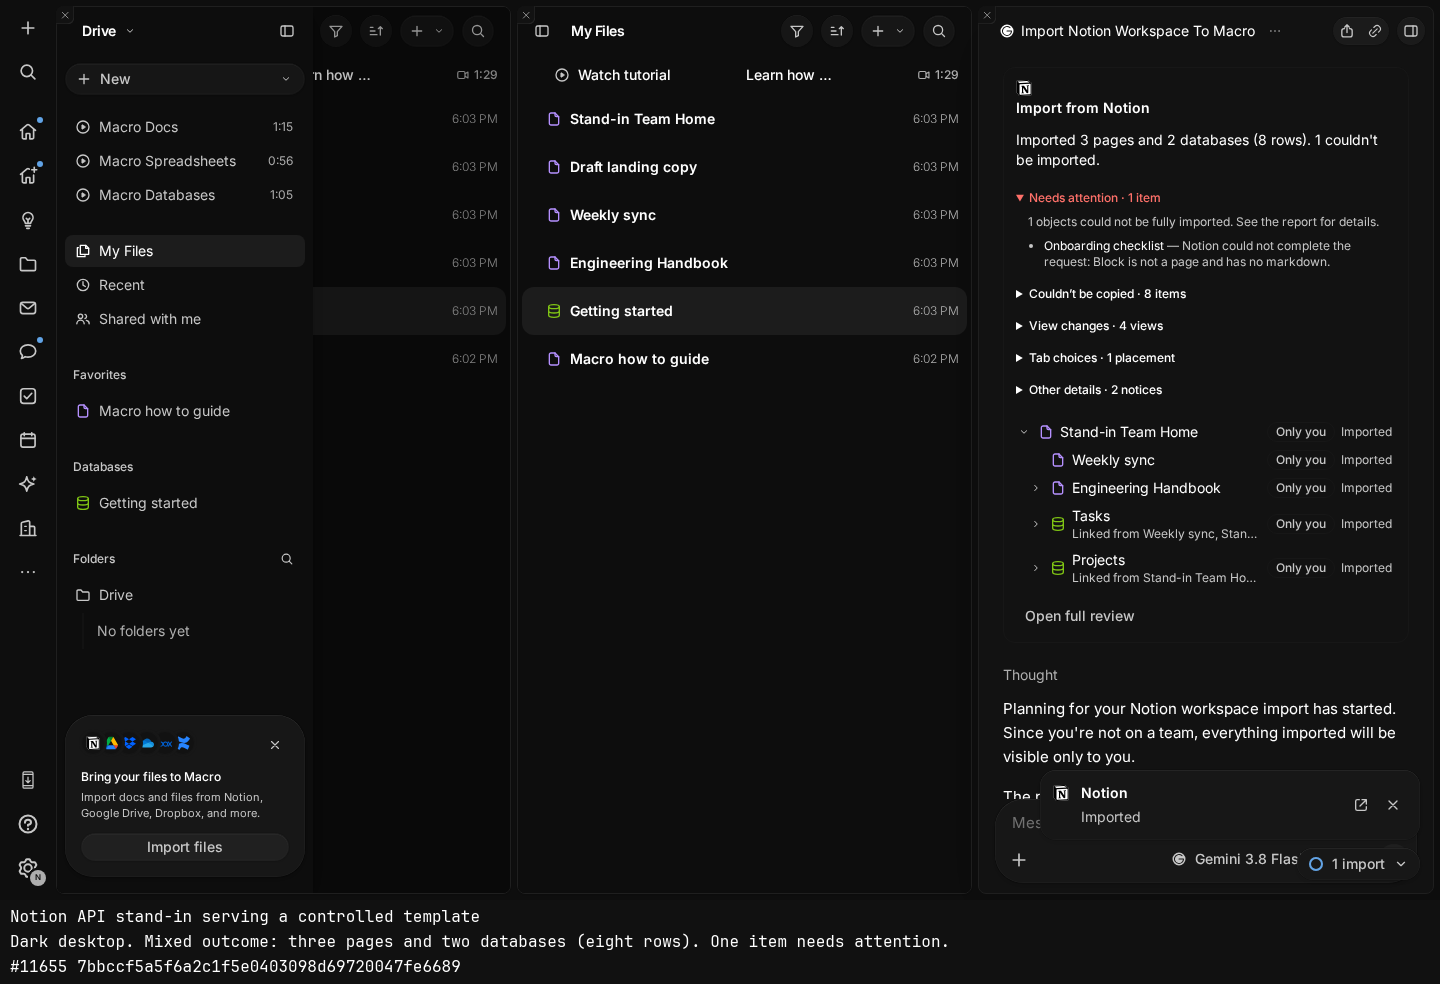 Drive
New
Macro Docs 1:15
Macro Spreadsheets 0:56
Macro Databases 1:05
My Files
Recent
Shared with me
Favorites
Macro how to guide
Databases
Getting started
Folders
Drive
No folders yet
Bring your files to Macro
Import docs and files from Notion,
Google Drive, Dropbox, and more.
Import files
N
rn how ... 1:29
6:03 PM
6:03 PM
6:03 PM
6:03 PM
6:03 PM
6:02 PM
My Files
Watch tutorial Learn how ... 1:29
Stand-in Team Home 6:03 PM
Draft landing copy 6:03 PM
Weekly sync 6:03 PM
Engineering Handbook 6:03 PM
Getting started 6:03 PM
Macro how to guide 6:02 PM
Import Notion Workspace To Macro ...
Import from Notion
Imported 3 pages and 2 databases (8 rows). 1 couldn't
be imported.
Needs attention · 1 item
1 objects could not be fully imported. See the report for details.
• Onboarding checklist — Notion could not complete the
request: Block is not a page and has no markdown.
Couldn't be copied · 8 items
View changes · 4 views
Tab choices · 1 placement
Other details · 2 notices
Stand-in Team Home Only you Imported
Weekly sync Only you Imported
Engineering Handbook Only you Imported
Tasks Only you Imported
Linked from Weekly sync, Stan...
Projects Only you Imported
Linked from Stand-in Team Ho...
Open full review
Thought
Planning for your Notion workspace import has started.
Since you're not on a team, everything imported will be
visible only to you.
The r
Notion
Imported
Mes
Gemini 3.8 Flas
1 import
Notion API stand-in serving a controlled template
Dark desktop. Mixed outcome: three pages and two databases (eight rows). One item needs attention.
#11655 7bbccf5a5f6a2c1f5e0403098d69720047fe6689